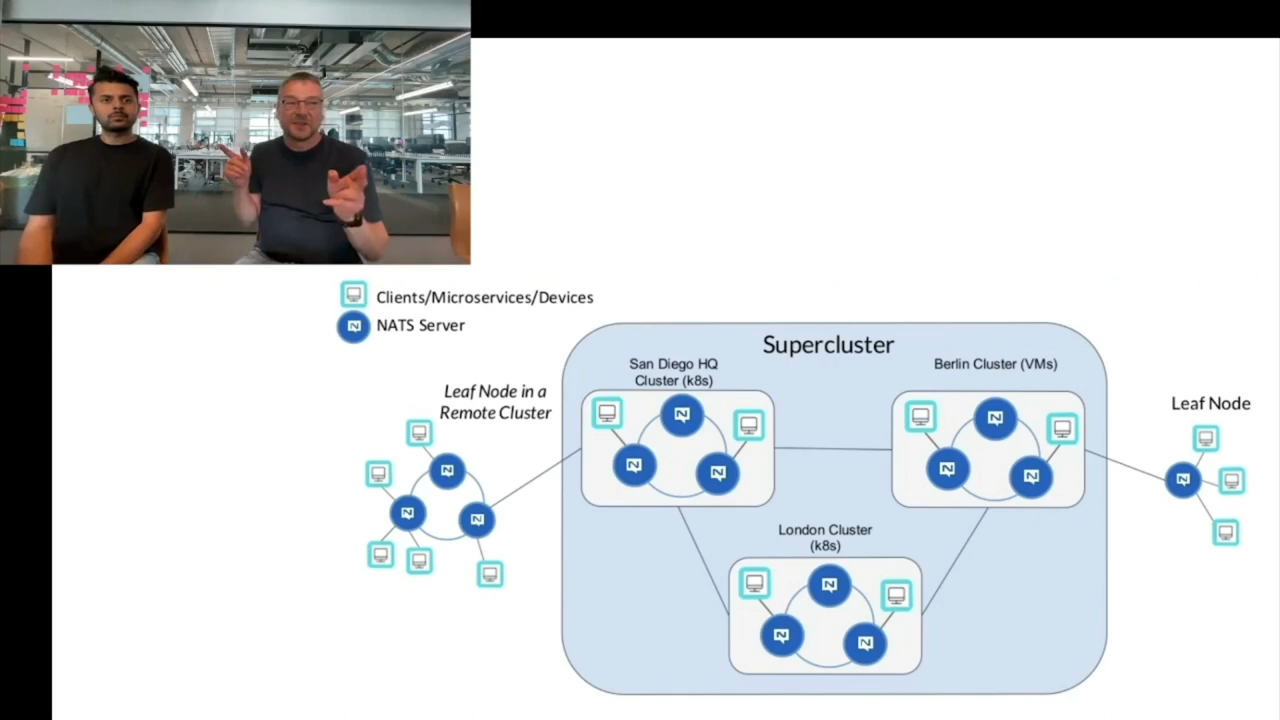 Clients/Microservices/Devices
NATS Server
Supercluster
San Diego HQ
Cluster (k8s)
Berlin Cluster (VMs)
Leaf Node in a
Remote Cluster
Leaf Node
London Cluster
(k8s)